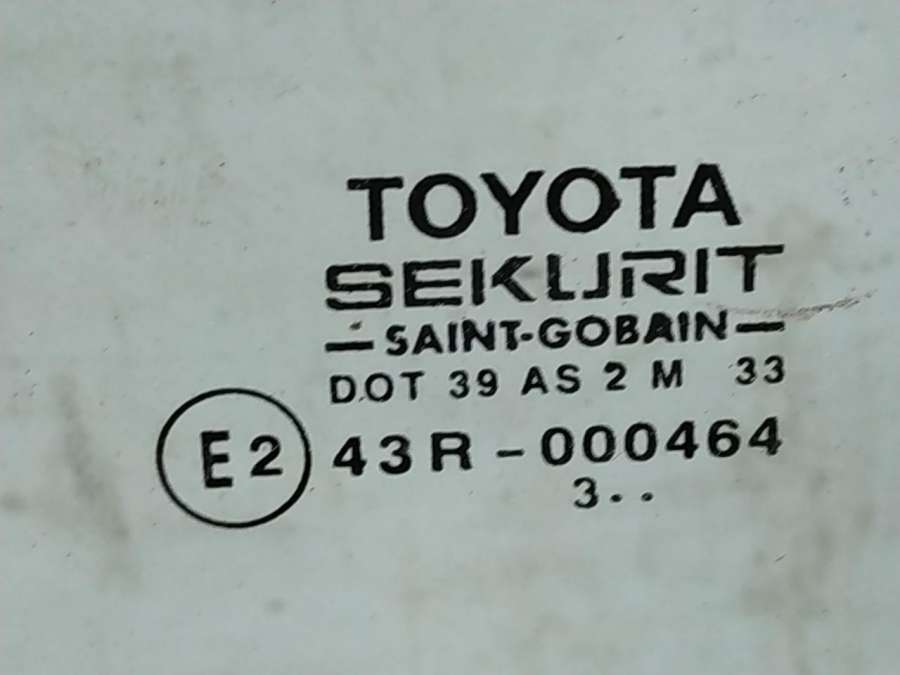 TOYOTA
SEKURIT
—SAINT-GOBAIN—
DOT 39 AS 2 M 33
E2 43R-000464
3..